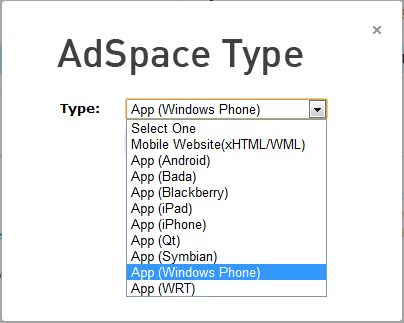 AdSpace Type
Type: App (Windows Phone)
Select One
Mobile Website(xHTML/WML)
App (Android)
App (Bada)
App (Blackberry)
App (iPad)
App (iPhone)
App (Qt)
App (Symbian)
App (Windows Phone)
App (WRT)